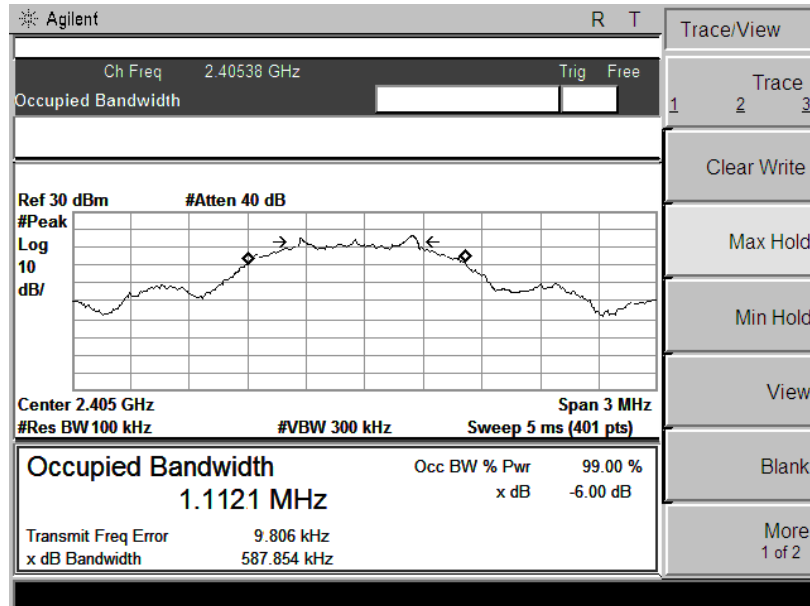 Agilent R T
Trace/View
Ch Freq 2.40538 GHz Trig Free
Occupied Bandwidth
Trace
1 2 3
Clear Write
Ref 30 dBm #Atten 40 dB
#Peak
Log
10
dB/
Max Hold
Min Hold
Center 2.405 GHz Span 3 MHz
#Res BW 100 kHz #VBW 300 kHz Sweep 5 ms (401 pts)
View
Occupied Bandwidth
1.1121 MHz
Occ BW % Pwr 99.00 %
x dB -6.00 dB
Transmit Freq Error 9.806 kHz
x dB Bandwidth 587.854 kHz
Blank
More
1 of 2